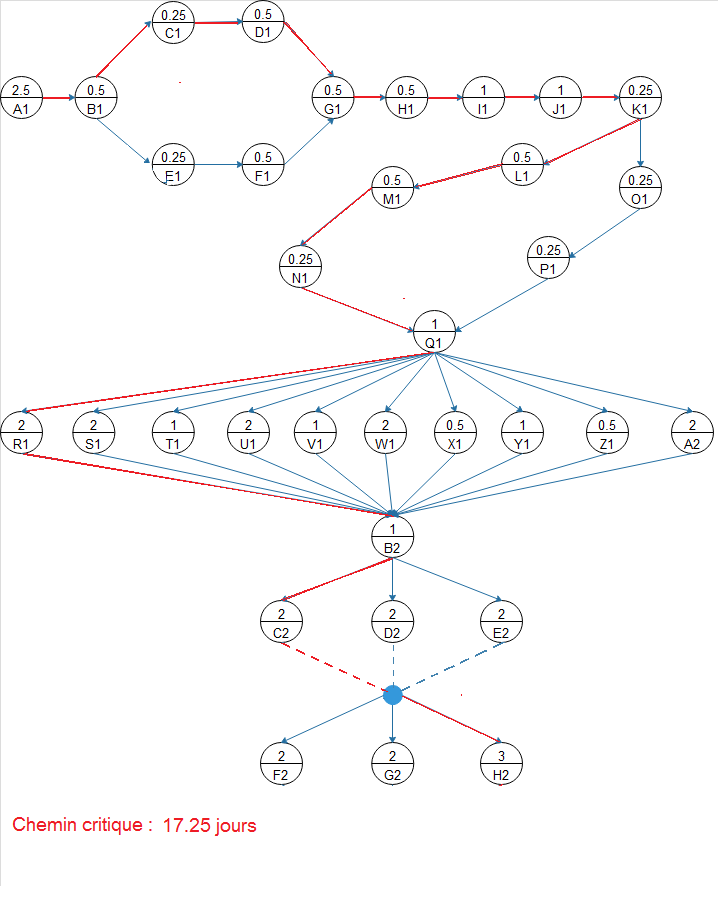 0.25
C1
0.5
D1
2.5
A1
0.5
B1
0.5
G1
0.5
H1
1
I1
1
J1
0.25
K1
0.25
E1
0.5
F1
0.5
L1
0.5
M1
0.25
O1
0.25
N1
0.25
P1
1
Q1
2
R1
2
S1
1
T1
2
U1
1
V1
2
W1
0.5
X1
1
Y1
0.5
Z1
2
A2
1
B2
2
C2
2
D2
2
E2
2
F2
2
G2
3
H2
Chemin critique : 17.25 jours